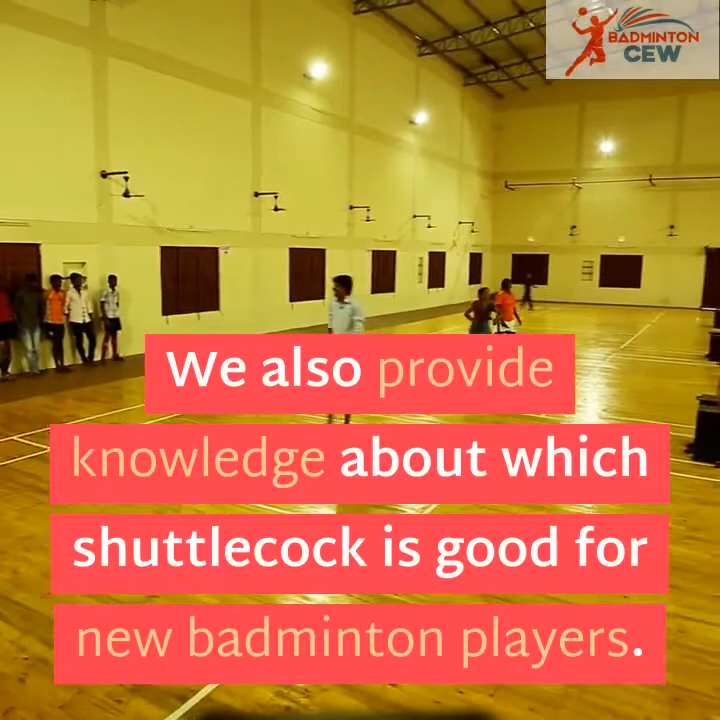 BADMINTON
CEW
We also provide
knowledge about which
shuttlecock is good for
new badminton players.